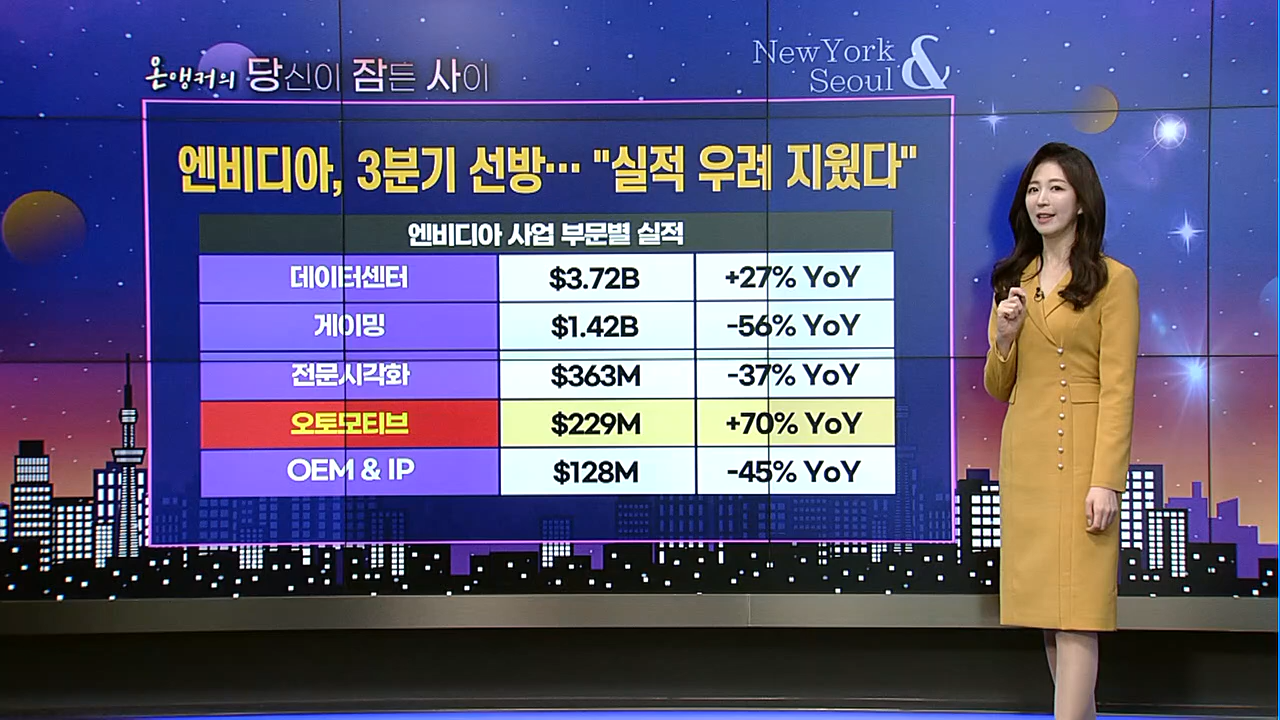 온앵커의 당신이 잠든 사이
NewYork
Seoul &
엔비디아, 3분기 선방… "실적 우려 지웠다"
엔비디아 사업 부문별 실적
데이터센터 $3.72B +27% YoY
게이밍 $1.42B -56% YoY
전문시각화 $363M -37% YoY
오토모티브 $229M +70% YoY
OEM & IP $128M -45% YoY